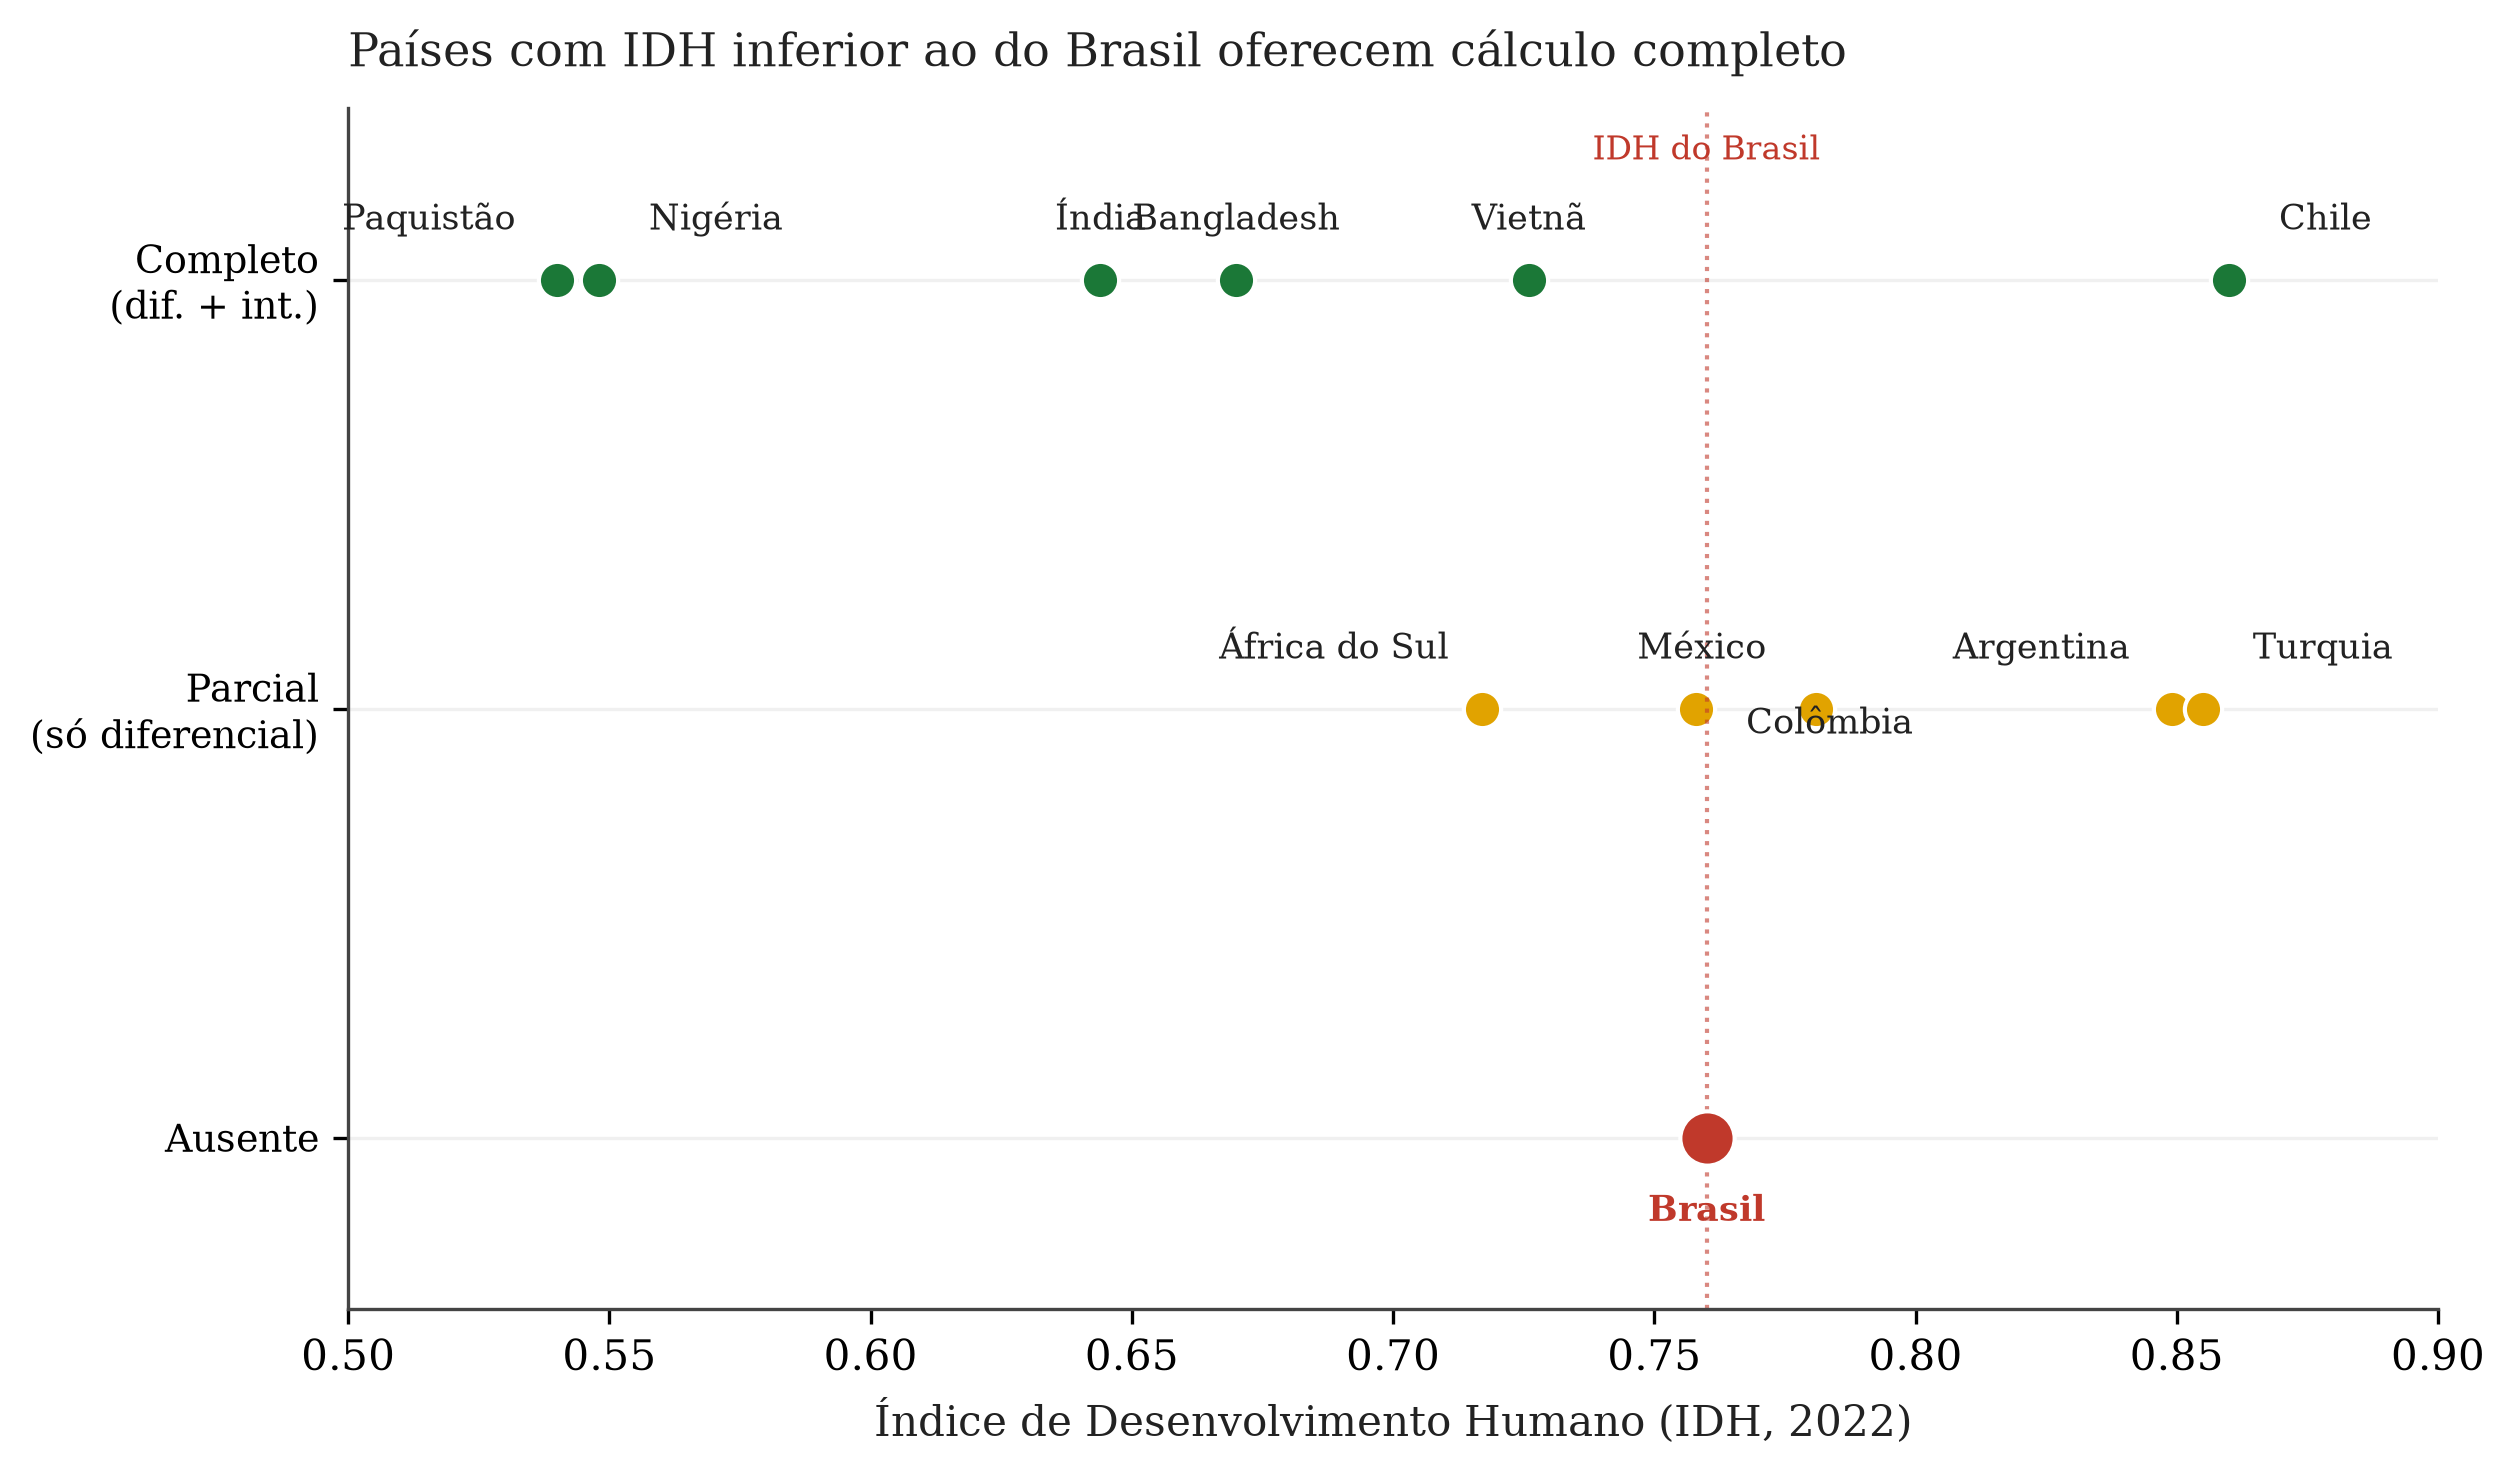 Países com IDH inferior ao do Brasil oferecem cálculo completo
IDH do Brasil
Paquistão
Nigéria
Índia
Bangladesh
Vietnã
Chile
Completo
(dif. + int.)
África do Sul
México
Argentina
Turquia
Parcial
(só diferencial)
Colômbia
Ausente
Brasil
0.50 0.55 0.60 0.65 0.70 0.75 0.80 0.85 0.90
Índice de Desenvolvimento Humano (IDH, 2022)